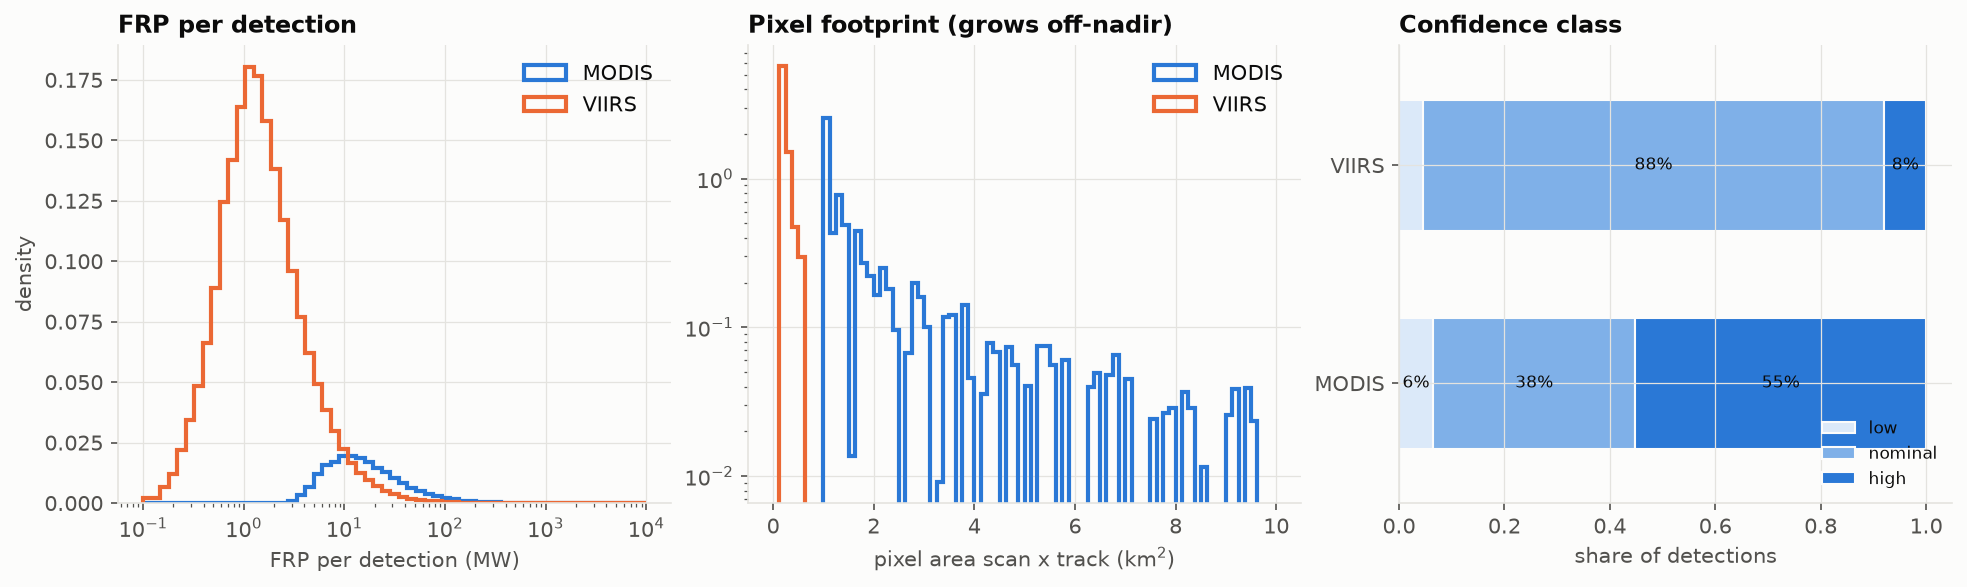 FRP per detection
MODIS
VIIRS
density
0.175
0.150
0.125
0.100
0.075
0.050
0.025
0.000
10⁻¹ 10⁰ 10¹ 10² 10³ 10⁴
FRP per detection (MW)
Pixel footprint (grows off-nadir)
MODIS
VIIRS
10⁰
10⁻¹
10⁻²
0 2 4 6 8 10
pixel area scan x track (km²)
Confidence class
VIIRS 88% 8%
MODIS 6% 38% 55%
low
nominal
high
0.0 0.2 0.4 0.6 0.8 1.0
share of detections